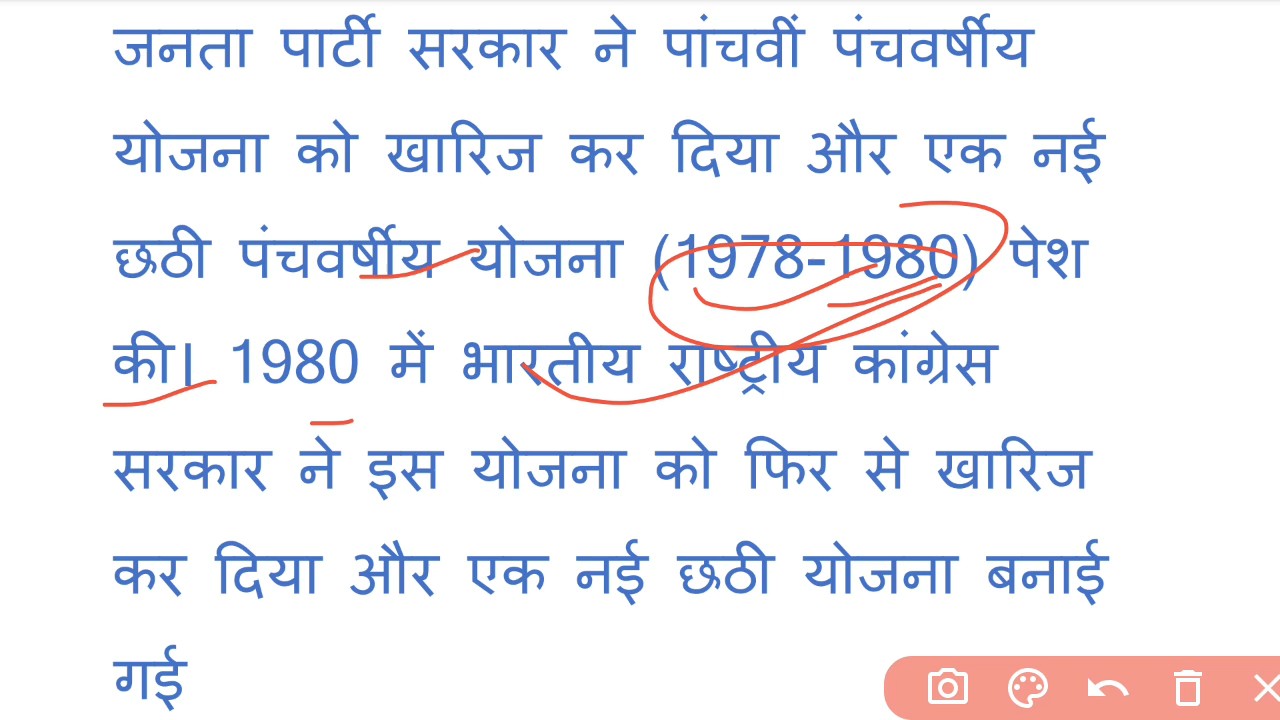 जनता पार्टी सरकार ने पांचवीं पंचवर्षीय
योजना को खारिज कर दिया और एक नई
छठी पंचवर्षीय योजना (1978-1980) पेश
की। 1980 में भारतीय राष्ट्रीय कांग्रेस
सरकार ने इस योजना को फिर से खारिज
कर दिया और एक नई छठी योजना बनाई
गई